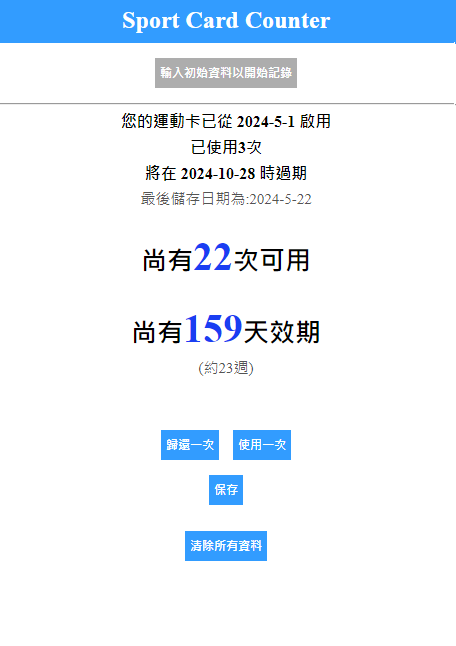 Sport Card Counter
輸入初始資料以開始記錄
您的運動卡已從 2024-5-1 啟用
已使用3次
將在 2024-10-28 時過期
最後儲存日期為:2024-5-22
尚有22次可用
尚有159天效期
(約23週)
歸還一次 使用一次
保存
清除所有資料